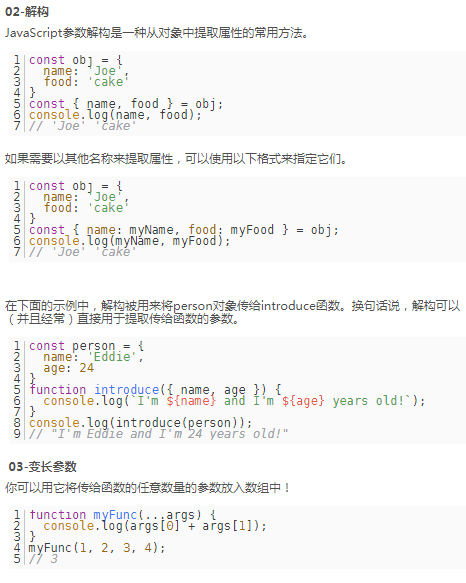 02-解构
JavaScript参数解构是一种从对象中提取属性的常用方法。
1 const obj = {
2   name: 'Joe',
3   food: 'cake'
4 }
5 const { name, food } = obj;
6 console.log(name, food);
7 // 'Joe' 'cake'
如果需要以其他名称来提取属性，可以使用以下格式来指定它们。
1 const obj = {
2   name: 'Joe',
3   food: 'cake'
4 }
5 const { name: myName, food: myFood } = obj;
6 console.log(myName, myFood);
7 // 'Joe' 'cake'
在下面的示例中，解构被用来将person对象传给introduce函数。换句话说，解构可以
（并且经常）直接用于提取传给函数的参数。
1 const person = {
2   name: 'Eddie',
3   age: 24
4 }
5 function introduce({ name, age }) {
6   console.log(`I'm ${name} and I'm ${age} years old!`);
7 }
8 console.log(introduce(person));
9 // "I'm Eddie and I'm 24 years old!"
03-变长参数
你可以用它将传给函数的任意数量的参数放入数组中！
1 function myFunc(...args) {
2   console.log(args[0] + args[1]);
3 }
4 myFunc(1, 2, 3, 4);
5 // 3